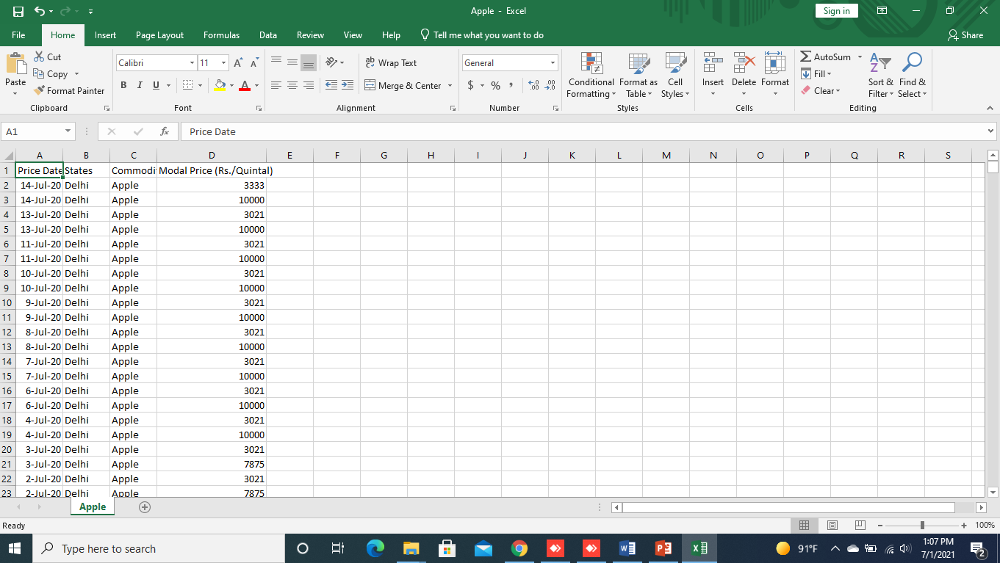 Apple - Excel
Sign in
File Home Insert Page Layout Formulas Data Review View Help Tell me what you want to do Share
Paste
Cut
Copy
Format Painter
Clipboard
Calibri 11
B I U
A A
A
Font
Wrap Text
Merge & Center
Alignment
General
$ % ,
Number
Conditional Formatting
Format as Table
Cell Styles
Styles
Insert Delete Format
Cells
AutoSum
Fill
Clear
Sort & Filter
Find & Select
Editing
A1 fx Price Date
A B C D E F G H I J K L M N O P Q R S
1 Price Date States Commodi Modal Price (Rs./Quintal)
2 14-Jul-20 Delhi Apple 3333
3 14-Jul-20 Delhi Apple 10000
4 13-Jul-20 Delhi Apple 3021
5 13-Jul-20 Delhi Apple 10000
6 11-Jul-20 Delhi Apple 3021
7 11-Jul-20 Delhi Apple 10000
8 10-Jul-20 Delhi Apple 3021
9 10-Jul-20 Delhi Apple 10000
10 9-Jul-20 Delhi Apple 3021
11 9-Jul-20 Delhi Apple 10000
12 8-Jul-20 Delhi Apple 3021
13 8-Jul-20 Delhi Apple 10000
14 7-Jul-20 Delhi Apple 3021
15 7-Jul-20 Delhi Apple 10000
16 6-Jul-20 Delhi Apple 3021
17 6-Jul-20 Delhi Apple 10000
18 4-Jul-20 Delhi Apple 3021
19 4-Jul-20 Delhi Apple 10000
20 3-Jul-20 Delhi Apple 3021
21 3-Jul-20 Delhi Apple 7875
22 2-Jul-20 Delhi Apple 3021
23 2-Jul-20 Delhi Apple 7875
Apple
Ready
100%
Type here to search
91°F
1:07 PM
7/1/2021
2